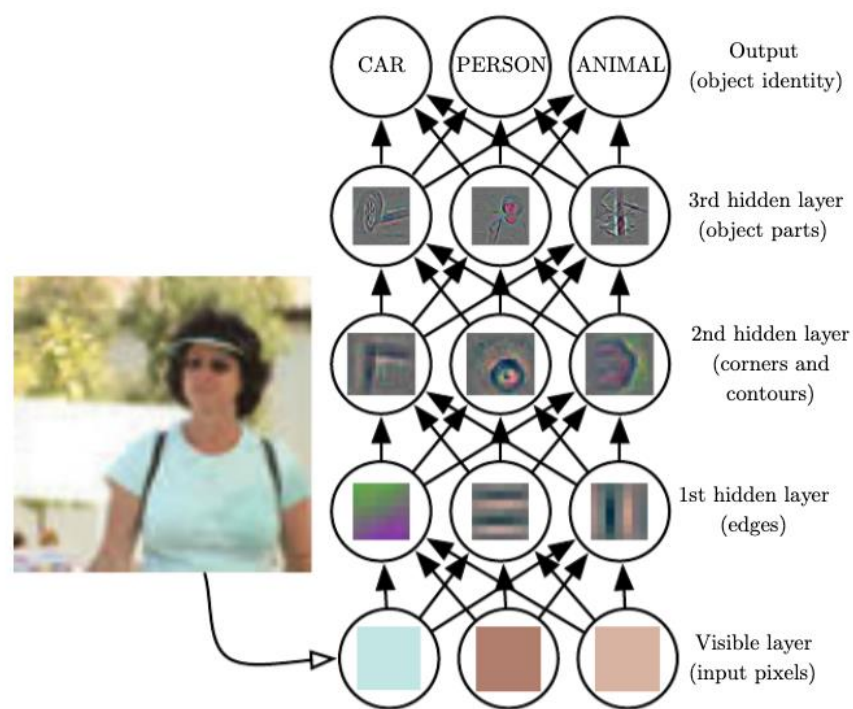 CAR PERSON ANIMAL
Output
(object identity)
3rd hidden layer
(object parts)
2nd hidden layer
(corners and
contours)
1st hidden layer
(edges)
Visible layer
(input pixels)